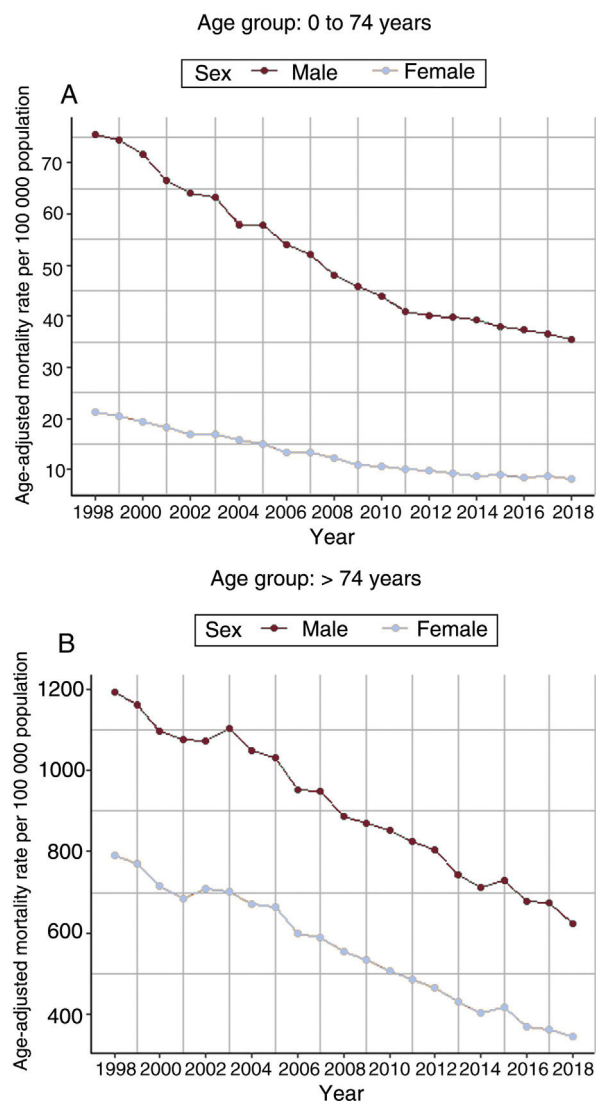 Age group: 0 to 74 years
Sex Male Female
A
Age-adjusted mortality rate per 100 000 population
70
60
50
40
30
20
10
1998 2000 2002 2004 2006 2008 2010 2012 2014 2016 2018
Year
Age group: > 74 years
Sex Male Female
B
Age-adjusted mortality rate per 100 000 population
1200
1000
800
600
400
1998 2000 2002 2004 2006 2008 2010 2012 2014 2016 2018
Year